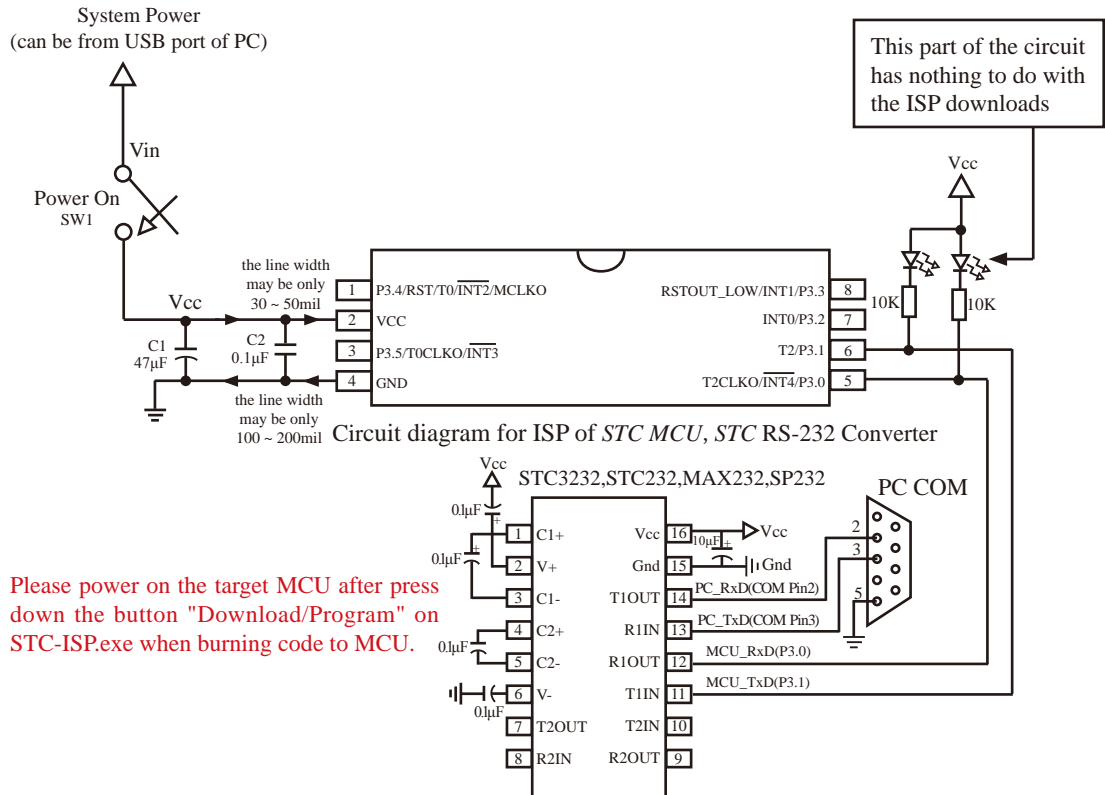 System Power
(can be from USB port of PC)
Vin
Power On
SW1
Vcc
C1
47μF
C2
0.1μF
the line width
may be only
30 ~ 50mil
the line width
may be only
100 ~ 200mil
This part of the circuit
has nothing to do with
the ISP downloads
Vcc
10K
10K
1 P3.4/RST/T0/INT2/MCLKO
2 VCC
3 P3.5/T0CLKO/INT3
4 GND
RSTOUT_LOW/INT1/P3.3 8
INT0/P3.2 7
T2/P3.1 6
T2CLKO/INT4/P3.0 5
Circuit diagram for ISP of STC MCU, STC RS-232 Converter
STC3232,STC232,MAX232,SP232
Vcc
0.1μF
+
0.1μF
+
0.1μF
0.1μF
1 C1+
2 V+
3 C1-
4 C2+
5 C2-
6 V-
7 T2OUT
8 R2IN
Vcc 16
Gnd 15
T1OUT 14
R1IN 13
R1OUT 12
T1IN 11
T2IN 10
R2OUT 9
10μF
+
Vcc
Gnd
PC_RxD(COM Pin2)
PC_TxD(COM Pin3)
MCU_RxD(P3.0)
MCU_TxD(P3.1)
PC COM
2
3
5
Please power on the target MCU after press
down the button "Download/Program" on
STC-ISP.exe when burning code to MCU.